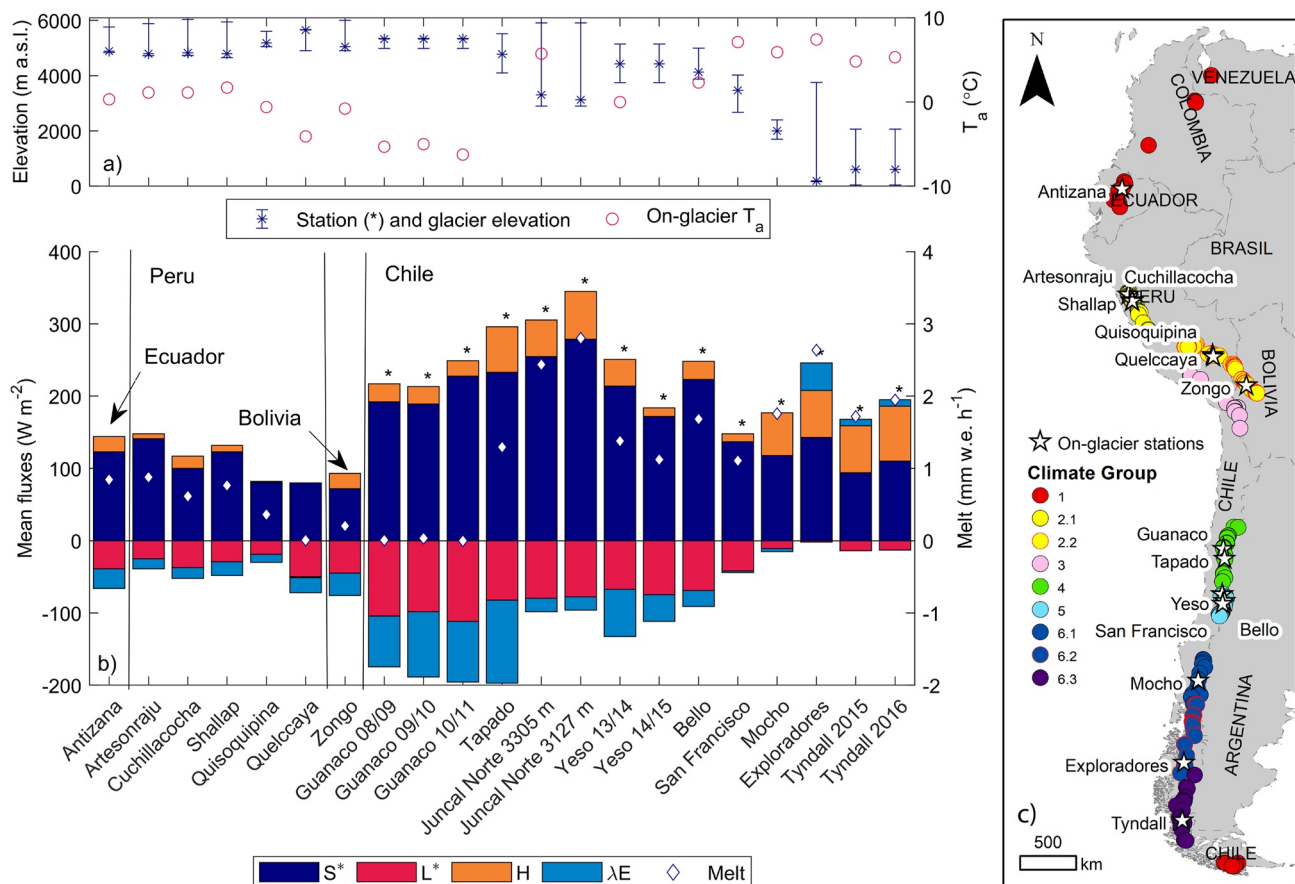 6000
4000
2000
0
Elevation (m a.s.l.)
a)
10
0
-10
Ta (°C)
Station (*) and glacier elevation
On-glacier Ta
400
300
200
100
0
-100
-200
Mean fluxes (W m-2)
Peru
Ecuador
Bolivia
Chile
* * * * * * * * * * * * * *
b)
4
3
2
1
0
-1
-2
Melt (mm w.e. h-1)
Antizana
Artesonraju
Cuchillacocha
Shallap
Quisoquipina
Quelccaya
Zongo
Guanaco 08/09
Guanaco 09/10
Guanaco 10/11
Tapado
Juncal Norte 3305 m
Juncal Norte 3127 m
Yeso 13/14
Yeso 14/15
Bello
San Francisco
Mocho
Exploradores
Tyndall 2015
Tyndall 2016
S* L* H λE Melt
N
VENEZUELA
COLOMBIA
Antizana
ECUADOR
BRASIL
Artesonraju Cuchillacocha
PERU
Shallap
Quisoquipina
Quelccaya
BOLIVIA
Zongo
On-glacier stations
Climate Group
1
2.1
2.2
3
4
5
6.1
6.2
6.3
CHILE
Guanaco
Tapado
Yeso
San Francisco Bello
Mocho
ARGENTINA
Exploradores
Tyndall
c)
CHILE
500
km